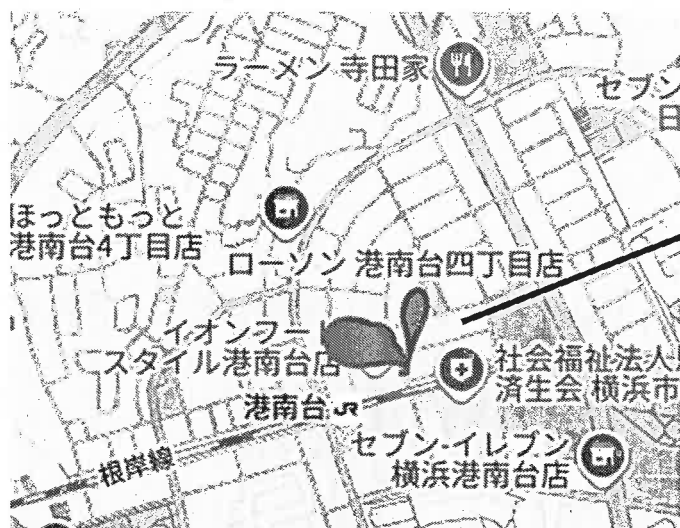 ラーメン 寺田家
セブン
日
ほっともっと
港南台4丁目店
ローソン 港南台四丁目店
イオンフー
スタイル港南台店
社会福祉法人
済生会 横浜市
港南台
セブン-イレブン
横浜港南台店
根岸線